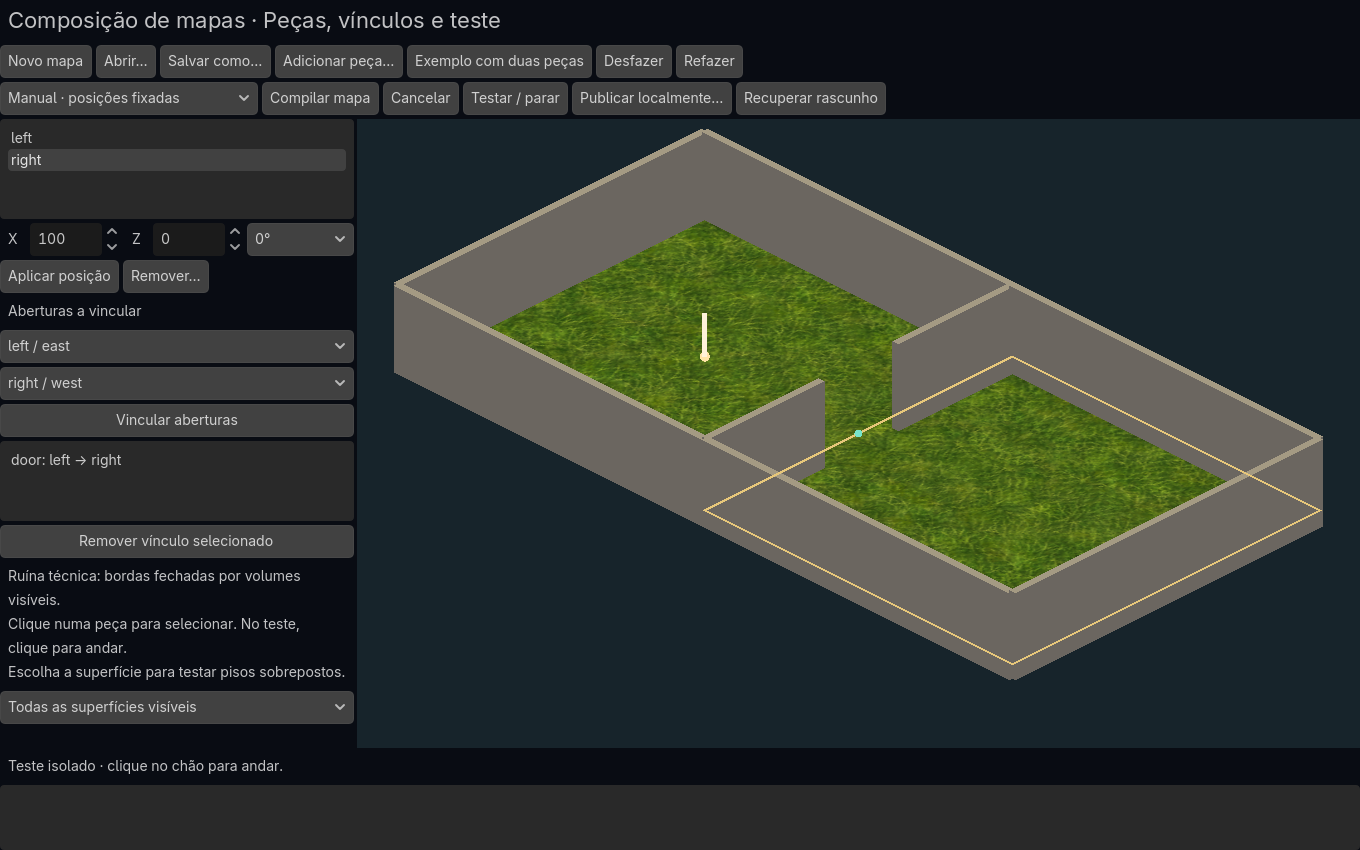 Composição de mapas · Peças, vínculos e teste
Novo mapa Abrir... Salvar como... Adicionar peça... Exemplo com duas peças Desfazer Refazer
Manual · posições fixadas Compilar mapa Cancelar Testar / parar Publicar localmente... Recuperar rascunho
left
right
X 100 Z 0 0°
Aplicar posição Remover...
Aberturas a vincular
left / east
right / west
Vincular aberturas
door: left → right
Remover vínculo selecionado
Ruína técnica: bordas fechadas por volumes
visíveis.
Clique numa peça para selecionar. No teste,
clique para andar.
Escolha a superfície para testar pisos sobrepostos.
Todas as superfícies visíveis
Teste isolado · clique no chão para andar.